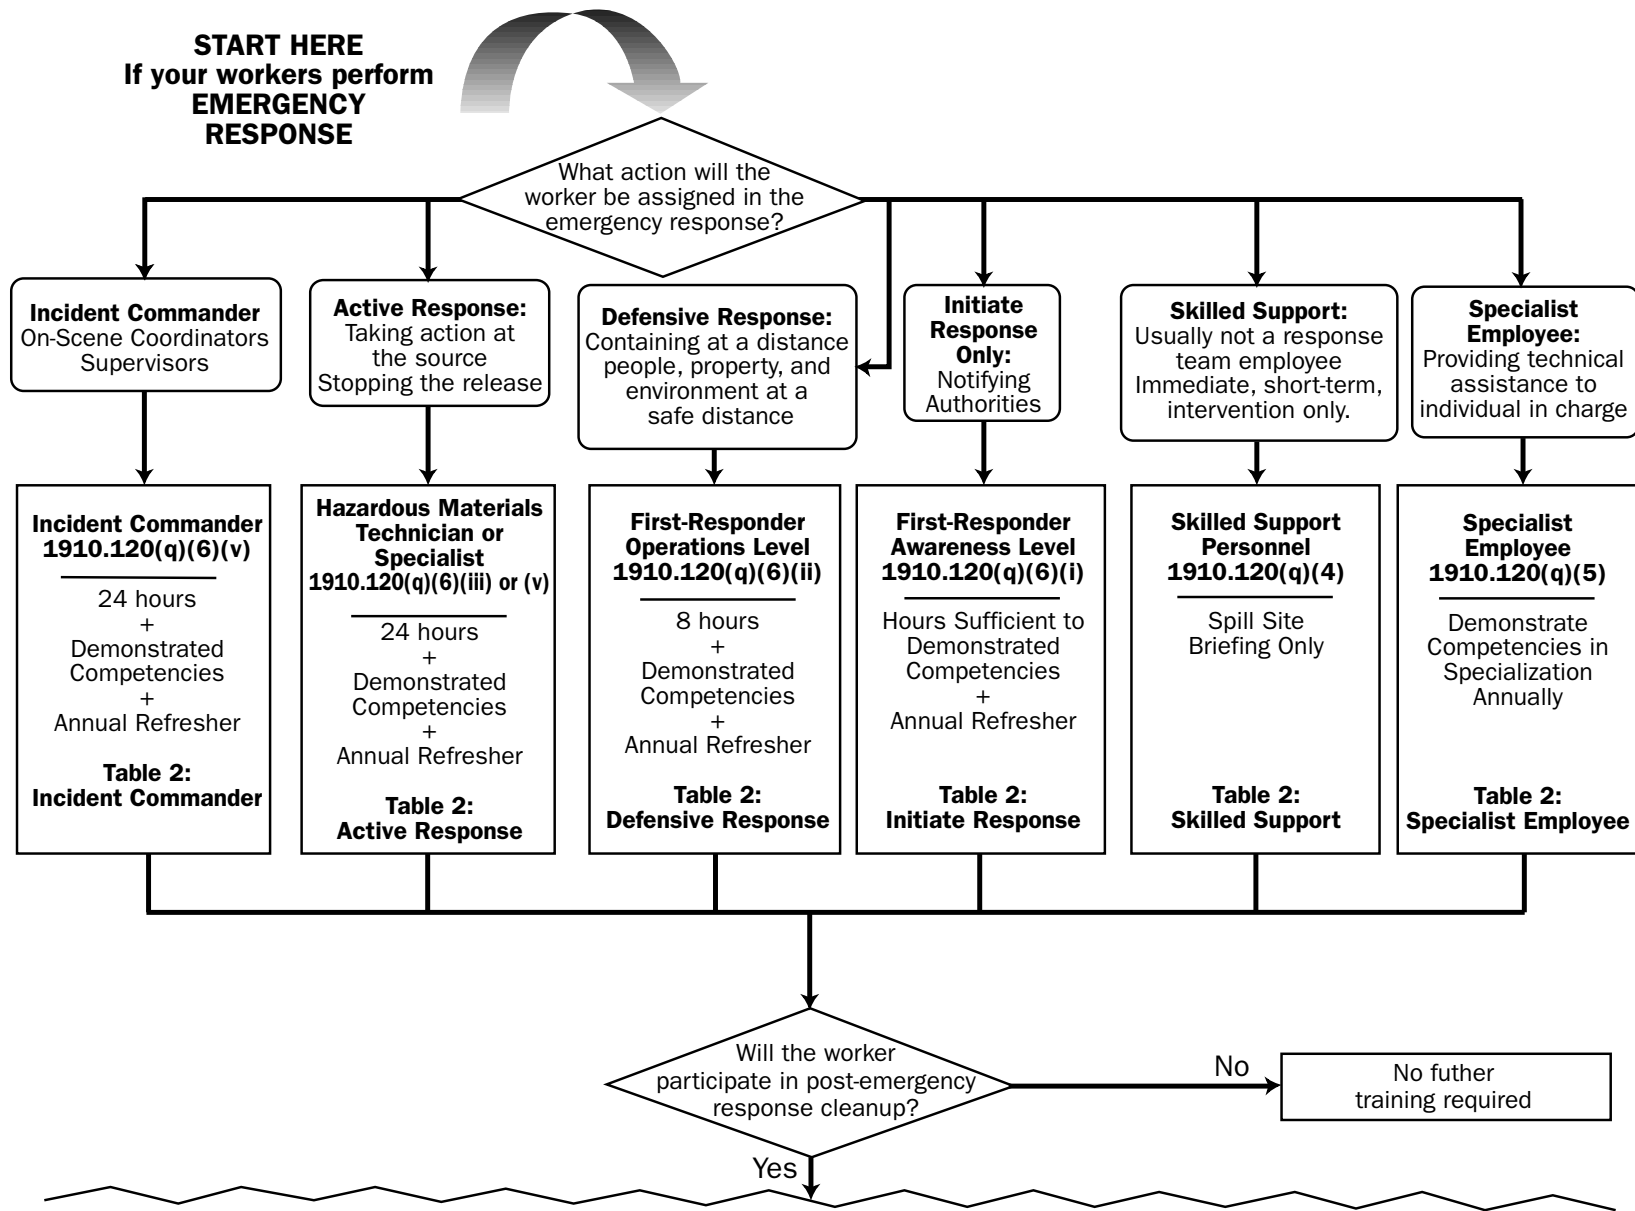 START HERE
If your workers perform
EMERGENCY
RESPONSE
What action will the
worker be assigned in the
emergency response?
Incident Commander
On-Scene Coordinators
Supervisors
Active Response:
Taking action at
the source
Stopping the release
Defensive Response:
Containing at a distance
people, property, and
environment at a
safe distance
Initiate
Response
Only:
Notifying
Authorities
Skilled Support:
Usually not a response
team employee
Immediate, short-term,
intervention only.
Specialist
Employee:
Providing technical
assistance to
individual in charge
Incident Commander
1910.120(q)(6)(v)
24 hours
+
Demonstrated
Competencies
+
Annual Refresher
Table 2:
Incident Commander
Hazardous Materials
Technician or
Specialist
1910.120(q)(6)(iii) or (v)
24 hours
+
Demonstrated
Competencies
+
Annual Refresher
Table 2:
Active Response
First-Responder
Operations Level
1910.120(q)(6)(ii)
8 hours
+
Demonstrated
Competencies
+
Annual Refresher
Table 2:
Defensive Response
First-Responder
Awareness Level
1910.120(q)(6)(i)
Hours Sufficient to
Demonstrated
Competencies
+
Annual Refresher
Table 2:
Initiate Response
Skilled Support
Personnel
1910.120(q)(4)
Spill Site
Briefing Only
Table 2:
Skilled Support
Specialist
Employee
1910.120(q)(5)
Demonstrate
Competencies in
Specialization
Annually
Table 2:
Specialist Employee
Will the worker
participate in post-emergency
response cleanup?
No
No futher
training required
Yes